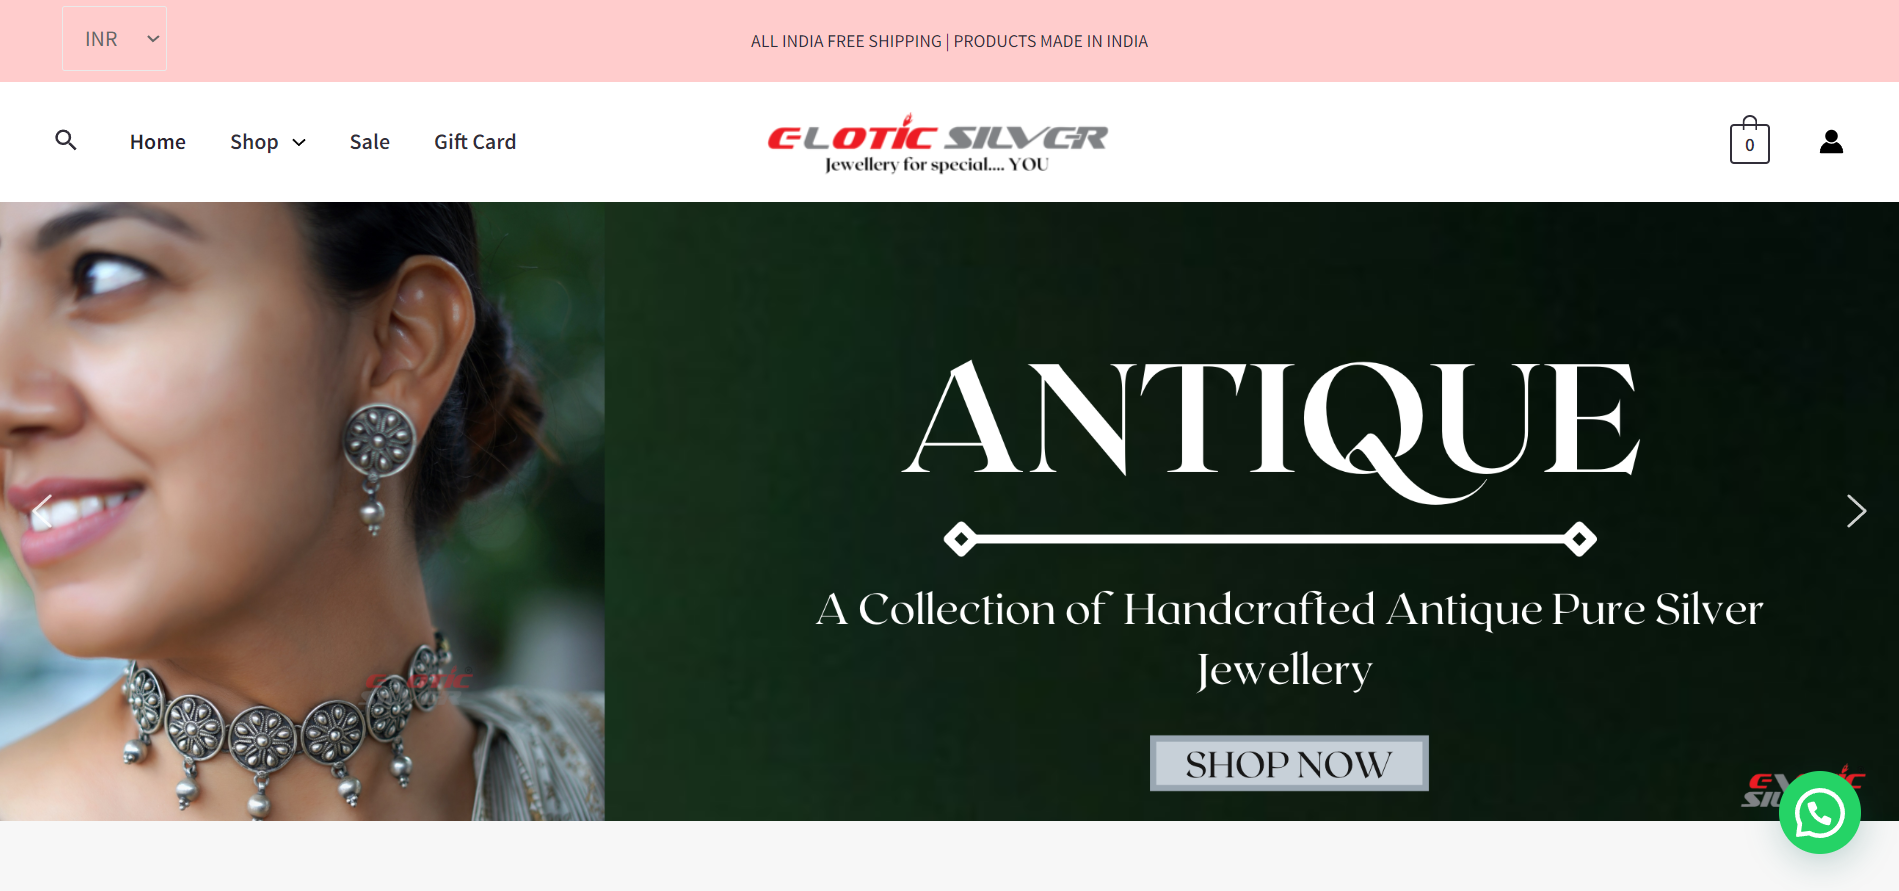 INR
ALL INDIA FREE SHIPPING | PRODUCTS MADE IN INDIA
Home Shop Sale Gift Card
ELOTIC SILVER
Jewellery for special.... YOU
0
ANTIQUE
A Collection of Handcrafted Antique Pure Silver
Jewellery
SHOP NOW